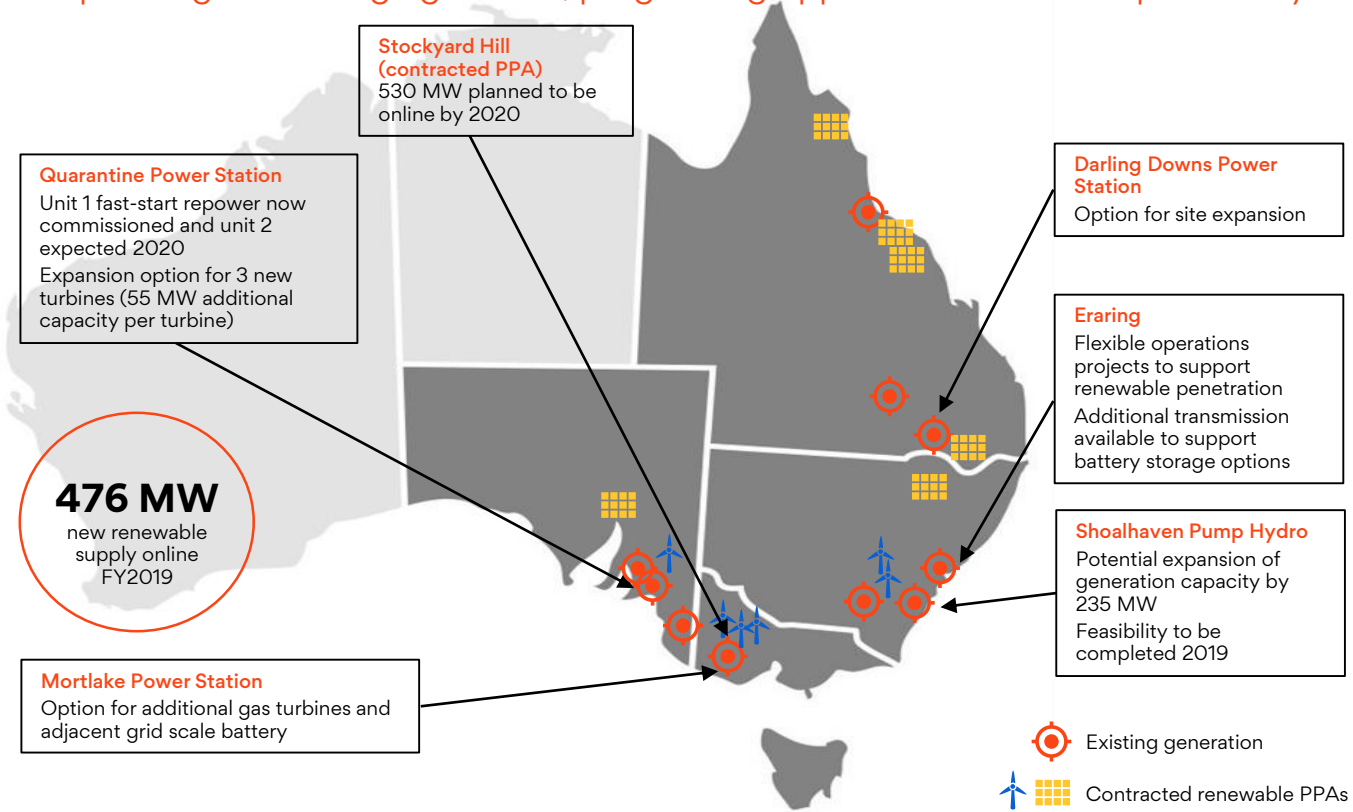 Stockyard Hill
(contracted PPA)
530 MW planned to be
online by 2020
Quarantine Power Station
Unit 1 fast-start repower now
commissioned and unit 2
expected 2020
Expansion option for 3 new
turbines (55 MW additional
capacity per turbine)
Darling Downs Power
Station
Option for site expansion
Eraring
Flexible operations
projects to support
renewable penetration
Additional transmission
available to support
battery storage options
476 MW
new renewable
supply online
FY2019
Shoalhaven Pump Hydro
Potential expansion of
generation capacity by
235 MW
Feasibility to be
completed 2019
Mortlake Power Station
Option for additional gas turbines and
adjacent grid scale battery
Existing generation
Contracted renewable PPAs